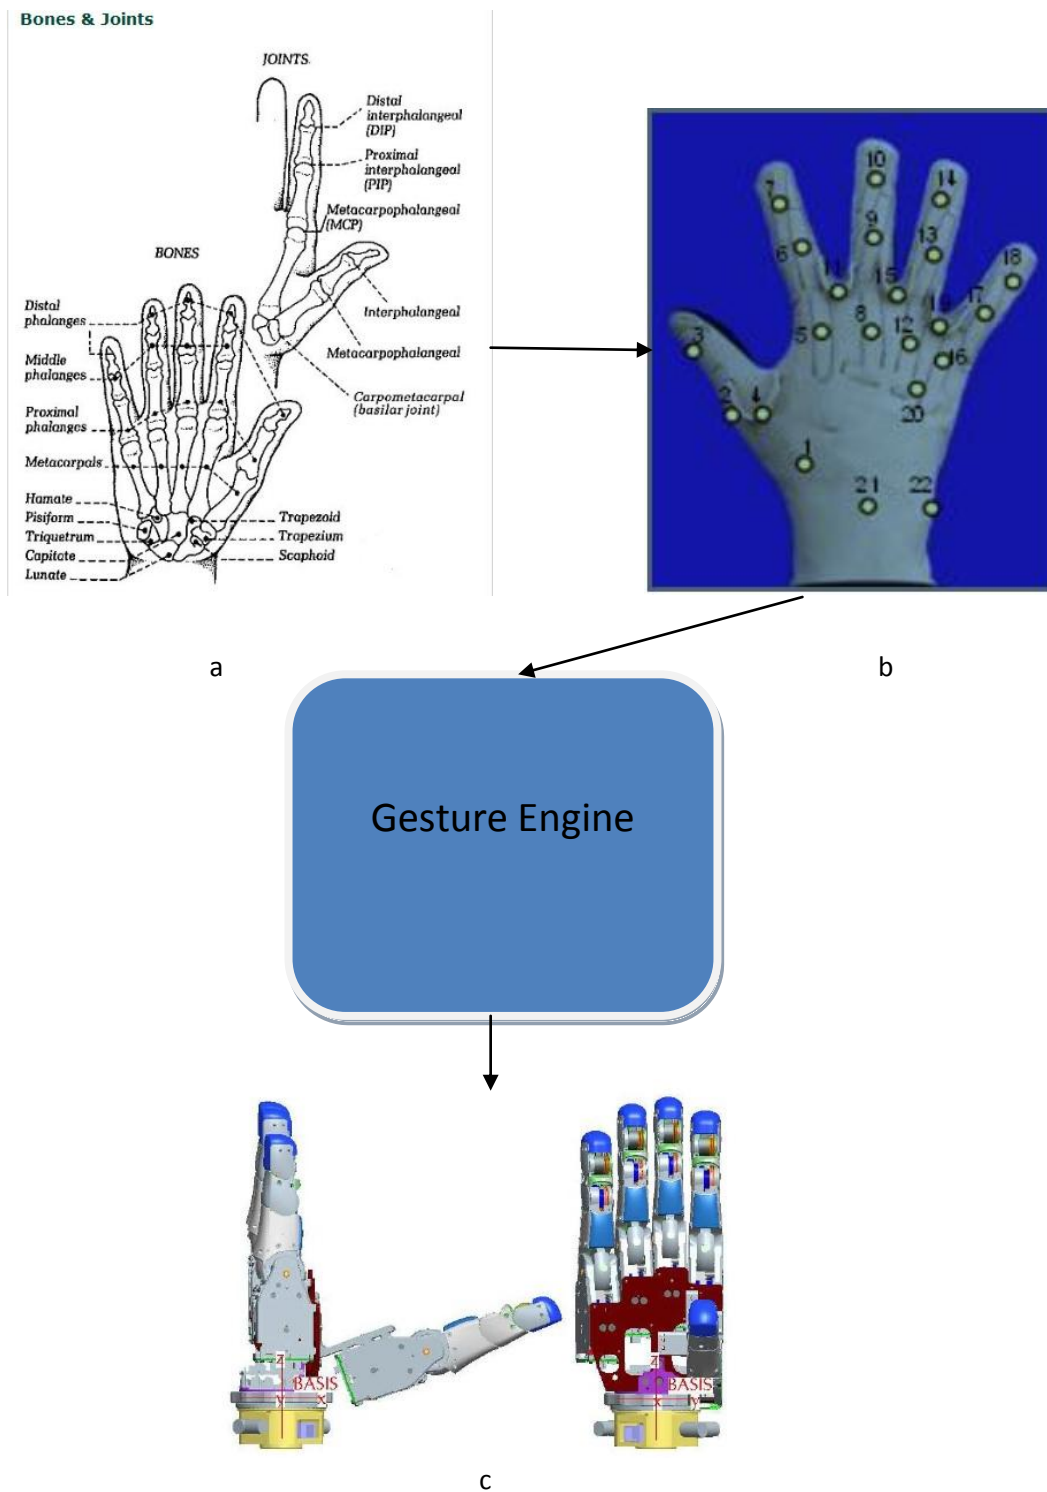 Bones & Joints
JOINTS.
Distal
interphalangeal
(DIP)
Proximal
interphalangeal
(PIP)
Metacarpophalangeal
(MCP)
Interphalangeal
Metacarpophalangeal
Carpometacarpal
(basilar joint)
BONES
Distal
phalanges
Middle
phalanges
Proximal
phalanges
Metacarpals
Hamate
Pisiform
Triquetrum
Capitate
Lunate
Trapezoid
Trapezium
Scaphoid
10
7
14
9
13
6
18
11
15
17
19
3
5
8
12
16
2
4
20
1
21
22
a
b
Gesture Engine
z
BASIS
y
x
z
BASIS
x
y
c